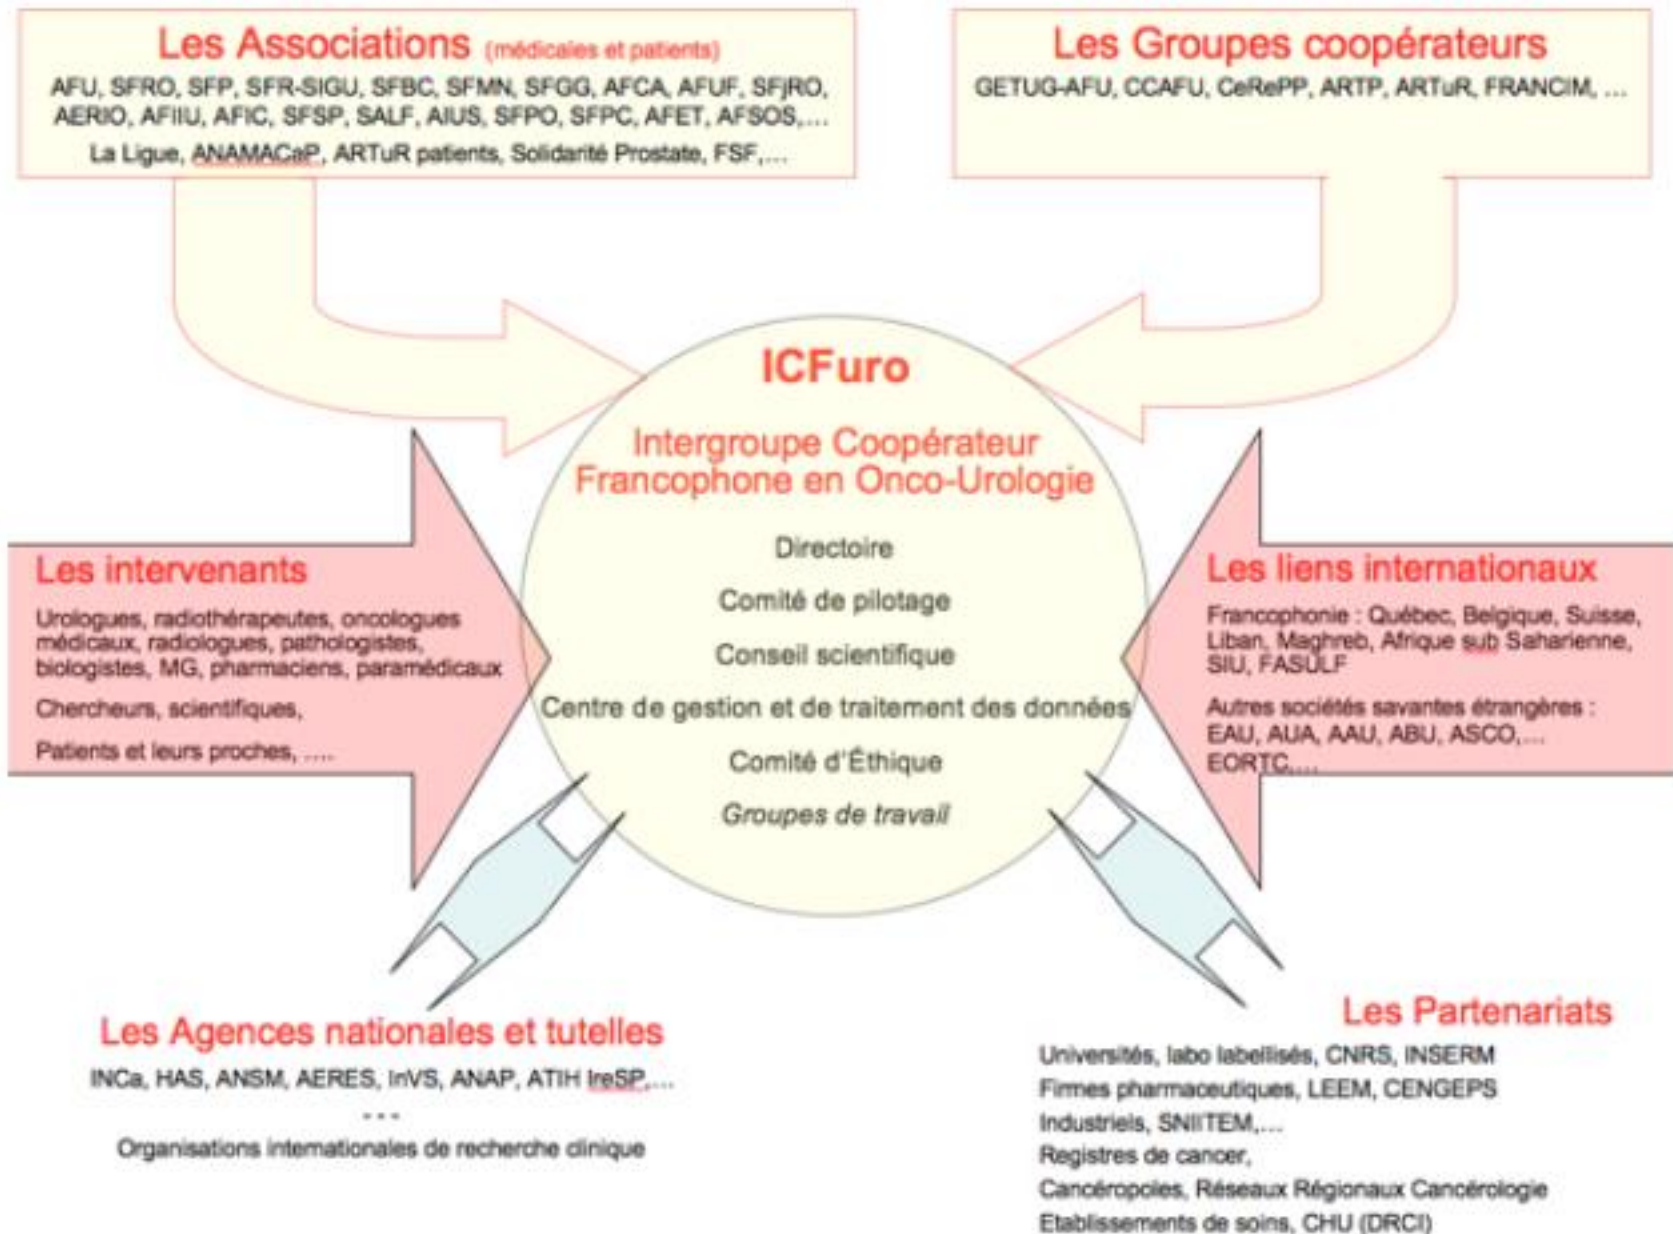 Les Associations (médicales et patients)
AFU, SFRO, SFP, SFR-SIGU, SFBC, SFMN, SFGG, AFCA, AFUF, SFjRO,
AERIO, AFIIU, AFIC, SFSP, SALF, AIUS, SFPO, SFPC, AFET, AFSOS,...
La Ligue, ANAMACaP, ARTuR patients, Solidarité Prostate, FSF,...
Les Groupes coopérateurs
GETUG-AFU, CCAFU, CeRePP, ARTP, ARTuR, FRANCIM, ...
ICFuro
Intergroupe Coopérateur
Francophone en Onco-Urologie
Directoire
Comité de pilotage
Conseil scientifique
Centre de gestion et de traitement des données
Comité d'Éthique
Groupes de travail
Les intervenants
Urologues, radiothérapeutes, oncologues
médicaux, radiologues, pathologistes,
biologistes, MG, pharmaciens, paramédicaux
Chercheurs, scientifiques,
Patients et leurs proches, ....
Les liens internationaux
Francophonie : Québec, Belgique, Suisse,
Liban, Maghreb, Afrique sub Saharienne,
SIU, FASULF
Autres sociétés savantes étrangères :
EAU, AUA, AAU, ABU, ASCO,...
EORTC,...
Les Agences nationales et tutelles
INCa, HAS, ANSM, AERES, InVS, ANAP, ATIH IreSP,...
...
Organisations internationales de recherche clinique
Les Partenariats
Universités, labo labellisés, CNRS, INSERM
Firmes pharmaceutiques, LEEM, CENGEPS
Industriels, SNIITEM,...
Registres de cancer,
Cancéropoles, Réseaux Régionaux Cancérologie
Etablissements de soins, CHU (DRCI)